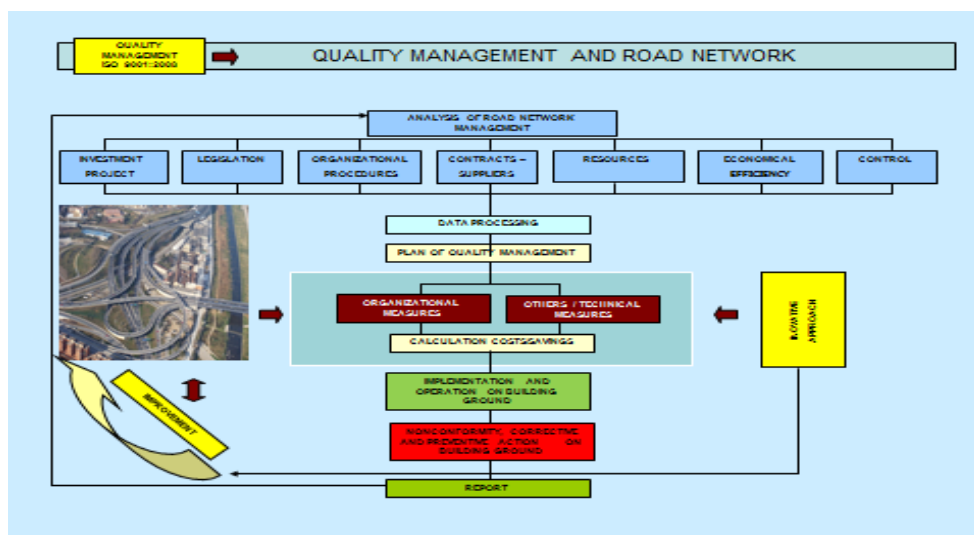 QUALITY
MANAGEMENT
ISO 9001:2000
QUALITY MANAGEMENT AND ROAD NETWORK
ANALYSIS OF ROAD NETWORK
MANAGEMENT
INVESTMENT
PROJECT
LEGISLATION
ORGANIZATIONAL
PROCEDURES
CONTRACTS –
SUPPLIERS
RESOURCES
ECONOMICAL
EFFICIENCY
CONTROL
DATA PROCESSING
PLAN OF QUALITY MANAGEMENT
ORGANIZATIONAL
MEASURES
OTHERS / TECHNICAL
MEASURES
CALCULATION COSTS/SAVINGS
INOVATIVE
APPROACH
IMPLEMENTATION AND
OPERATION ON BUILDING
GROUND
IMPROVEMENT
NONCONFORMITY, CORRECTIVE
AND PREVENTIVE ACTION ON
BUILDING GROUND
REPORT